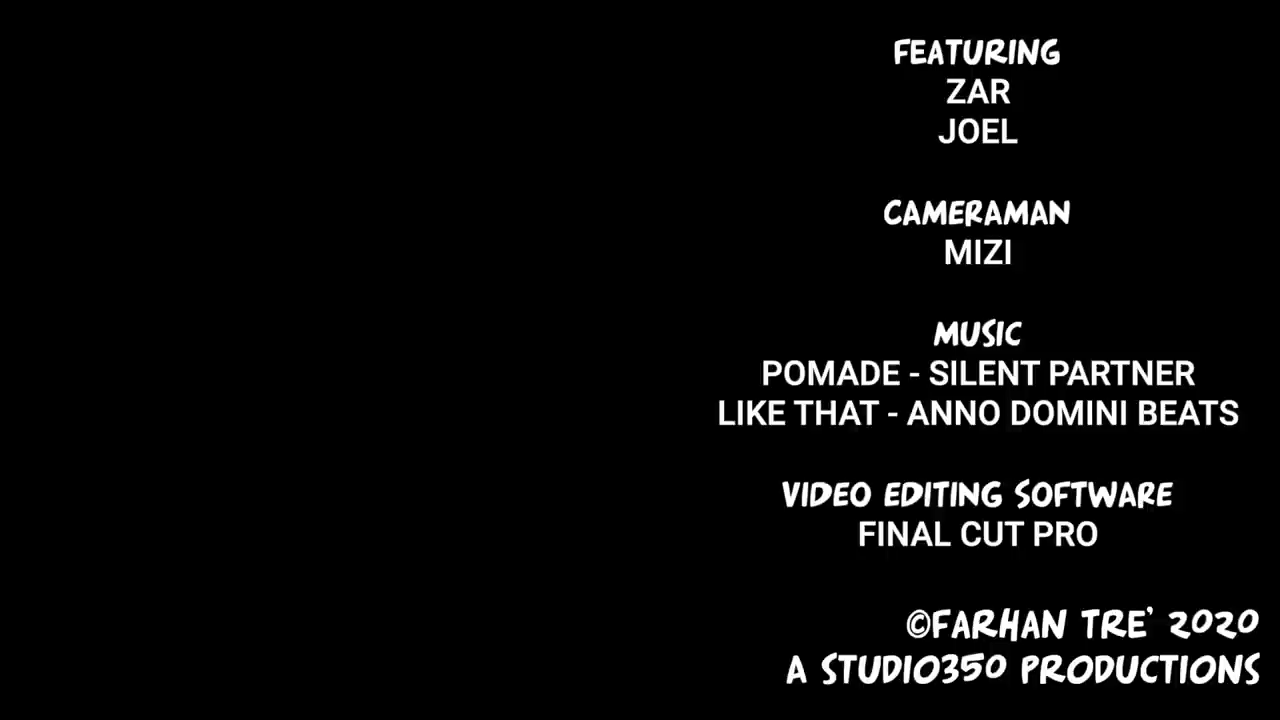 FEATURING
ZAR
JOEL
CAMERAMAN
MIZI
MUSIC
POMADE - SILENT PARTNER
LIKE THAT - ANNO DOMINI BEATS
VIDEO EDITING SOFTWARE
FINAL CUT PRO
©FARHAN TRE' 2020
A STUDIO350 PRODUCTIONS